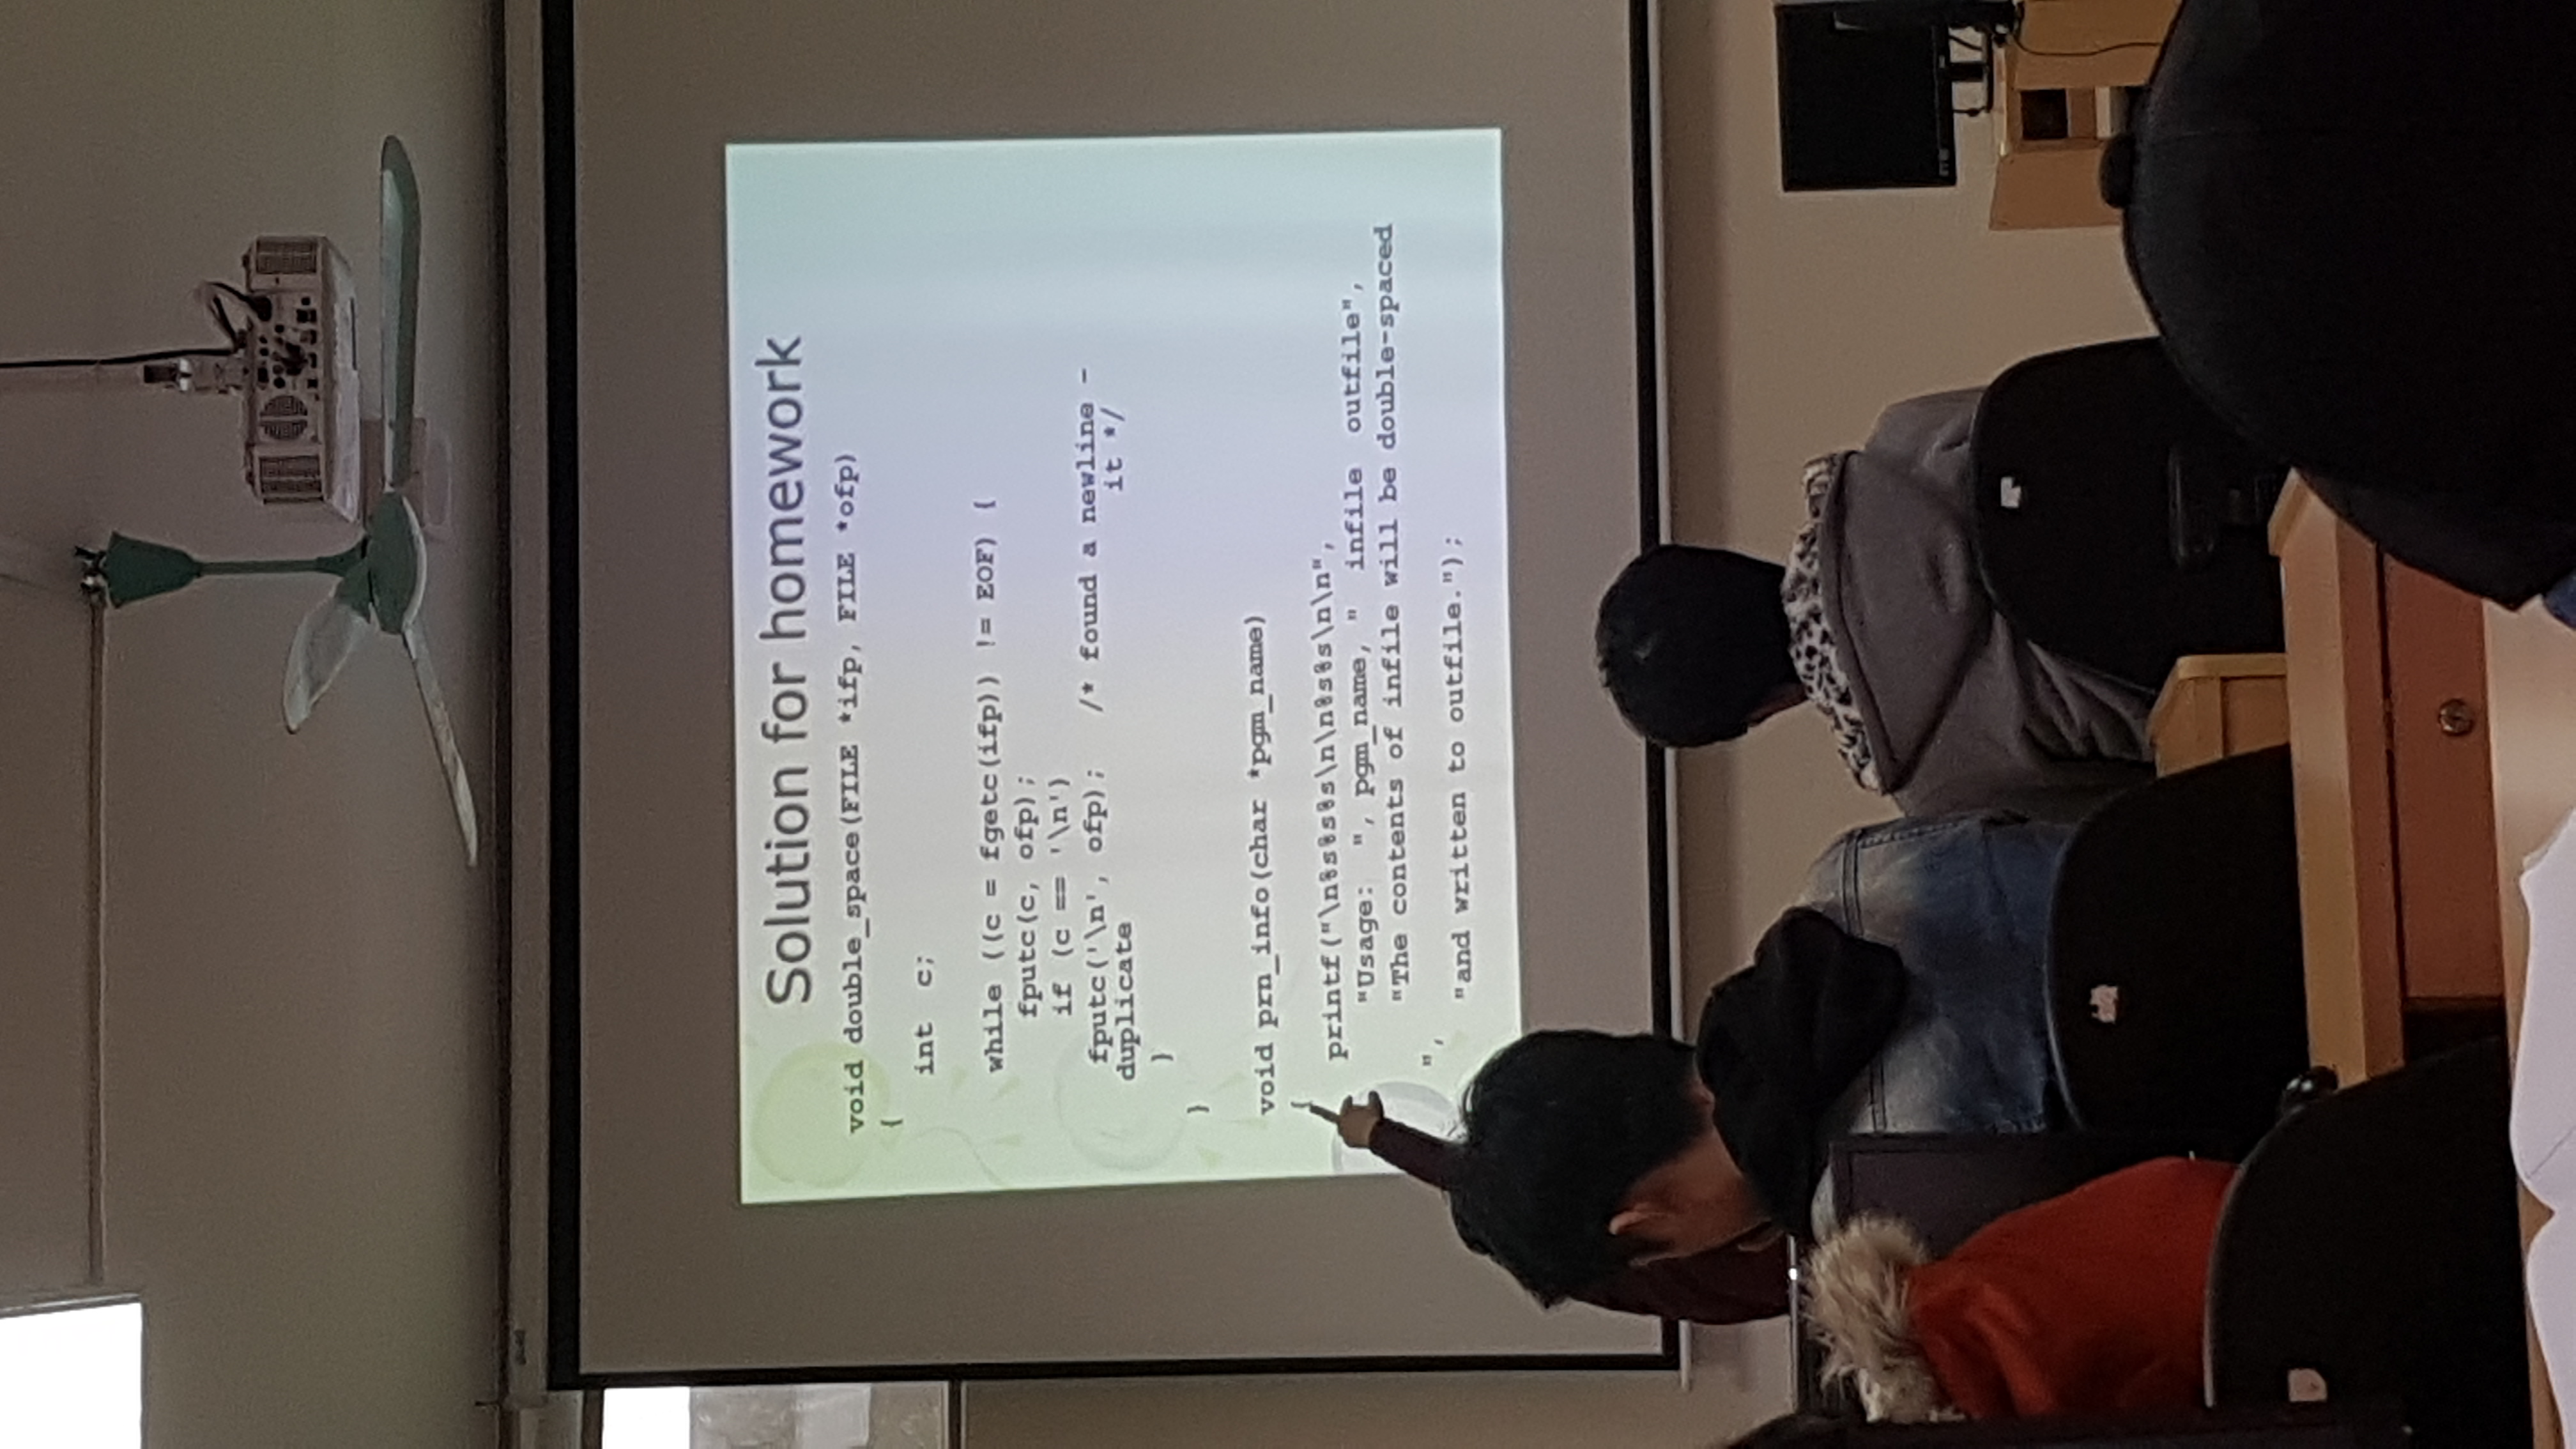 Solution for homework
void double_space(FILE *ifp, FILE *ofp)
{
int c;
while ((c = fgetc(ifp)) != EOF) {
fputc(c, ofp);
if (c == '\n')
fputc('\n', ofp); /* found a newline -
duplicate it */
}
}
void prn_info(char *pgm_name)
{
printf("\n%s%s%s\n\n%s%s\n\n",
"Usage: ", pgm_name, " infile outfile",
"The contents of infile will be double-spaced
",
"and written to outfile.");